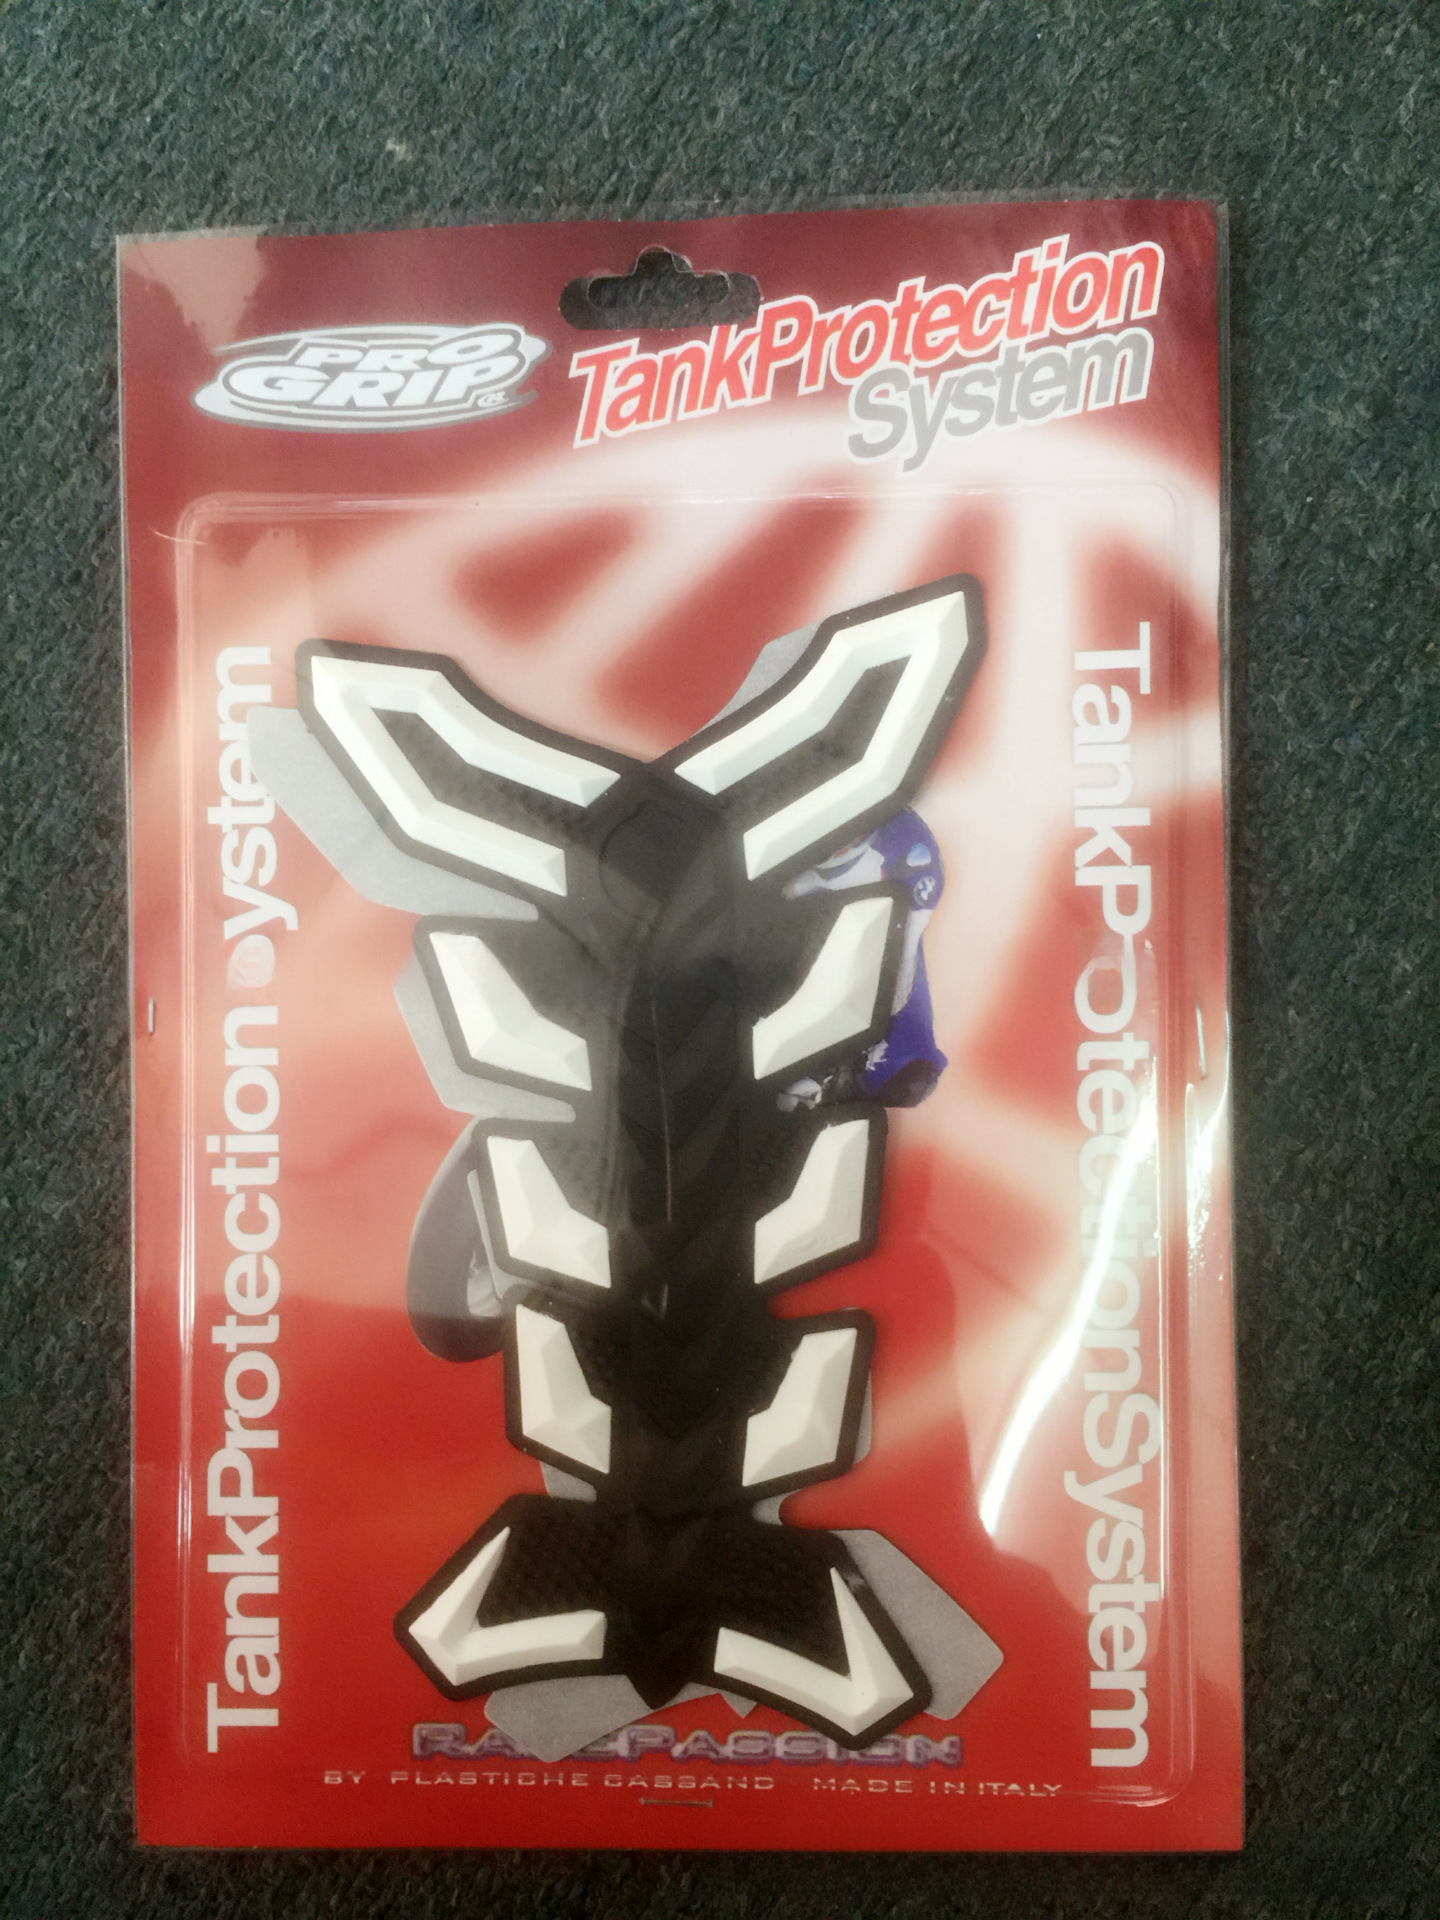 PRO
GRIP®
TankProtection
System
TankProtection System
TankProtectionSystem
RacePassion
BY PLASTICHE CASSANO MADE IN ITALY